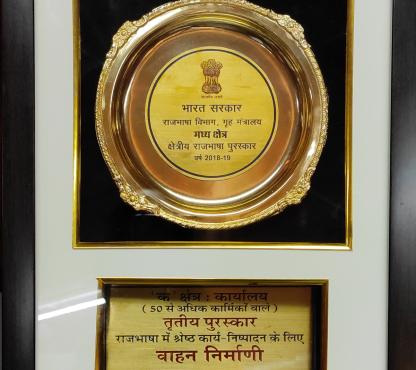 भारत सरकार
राजभाषा विभाग, गृह मंत्रालय
मध्य क्षेत्र
क्षेत्रीय राजभाषा पुरस्कार
वर्ष 2018-19
'क' क्षेत्र : कार्यालय
( 50 से अधिक कार्मिकों वाले )
तृतीय पुरस्कार
राजभाषा में श्रेष्ठ कार्य-निष्पादन के लिए
वाहन निर्माणी